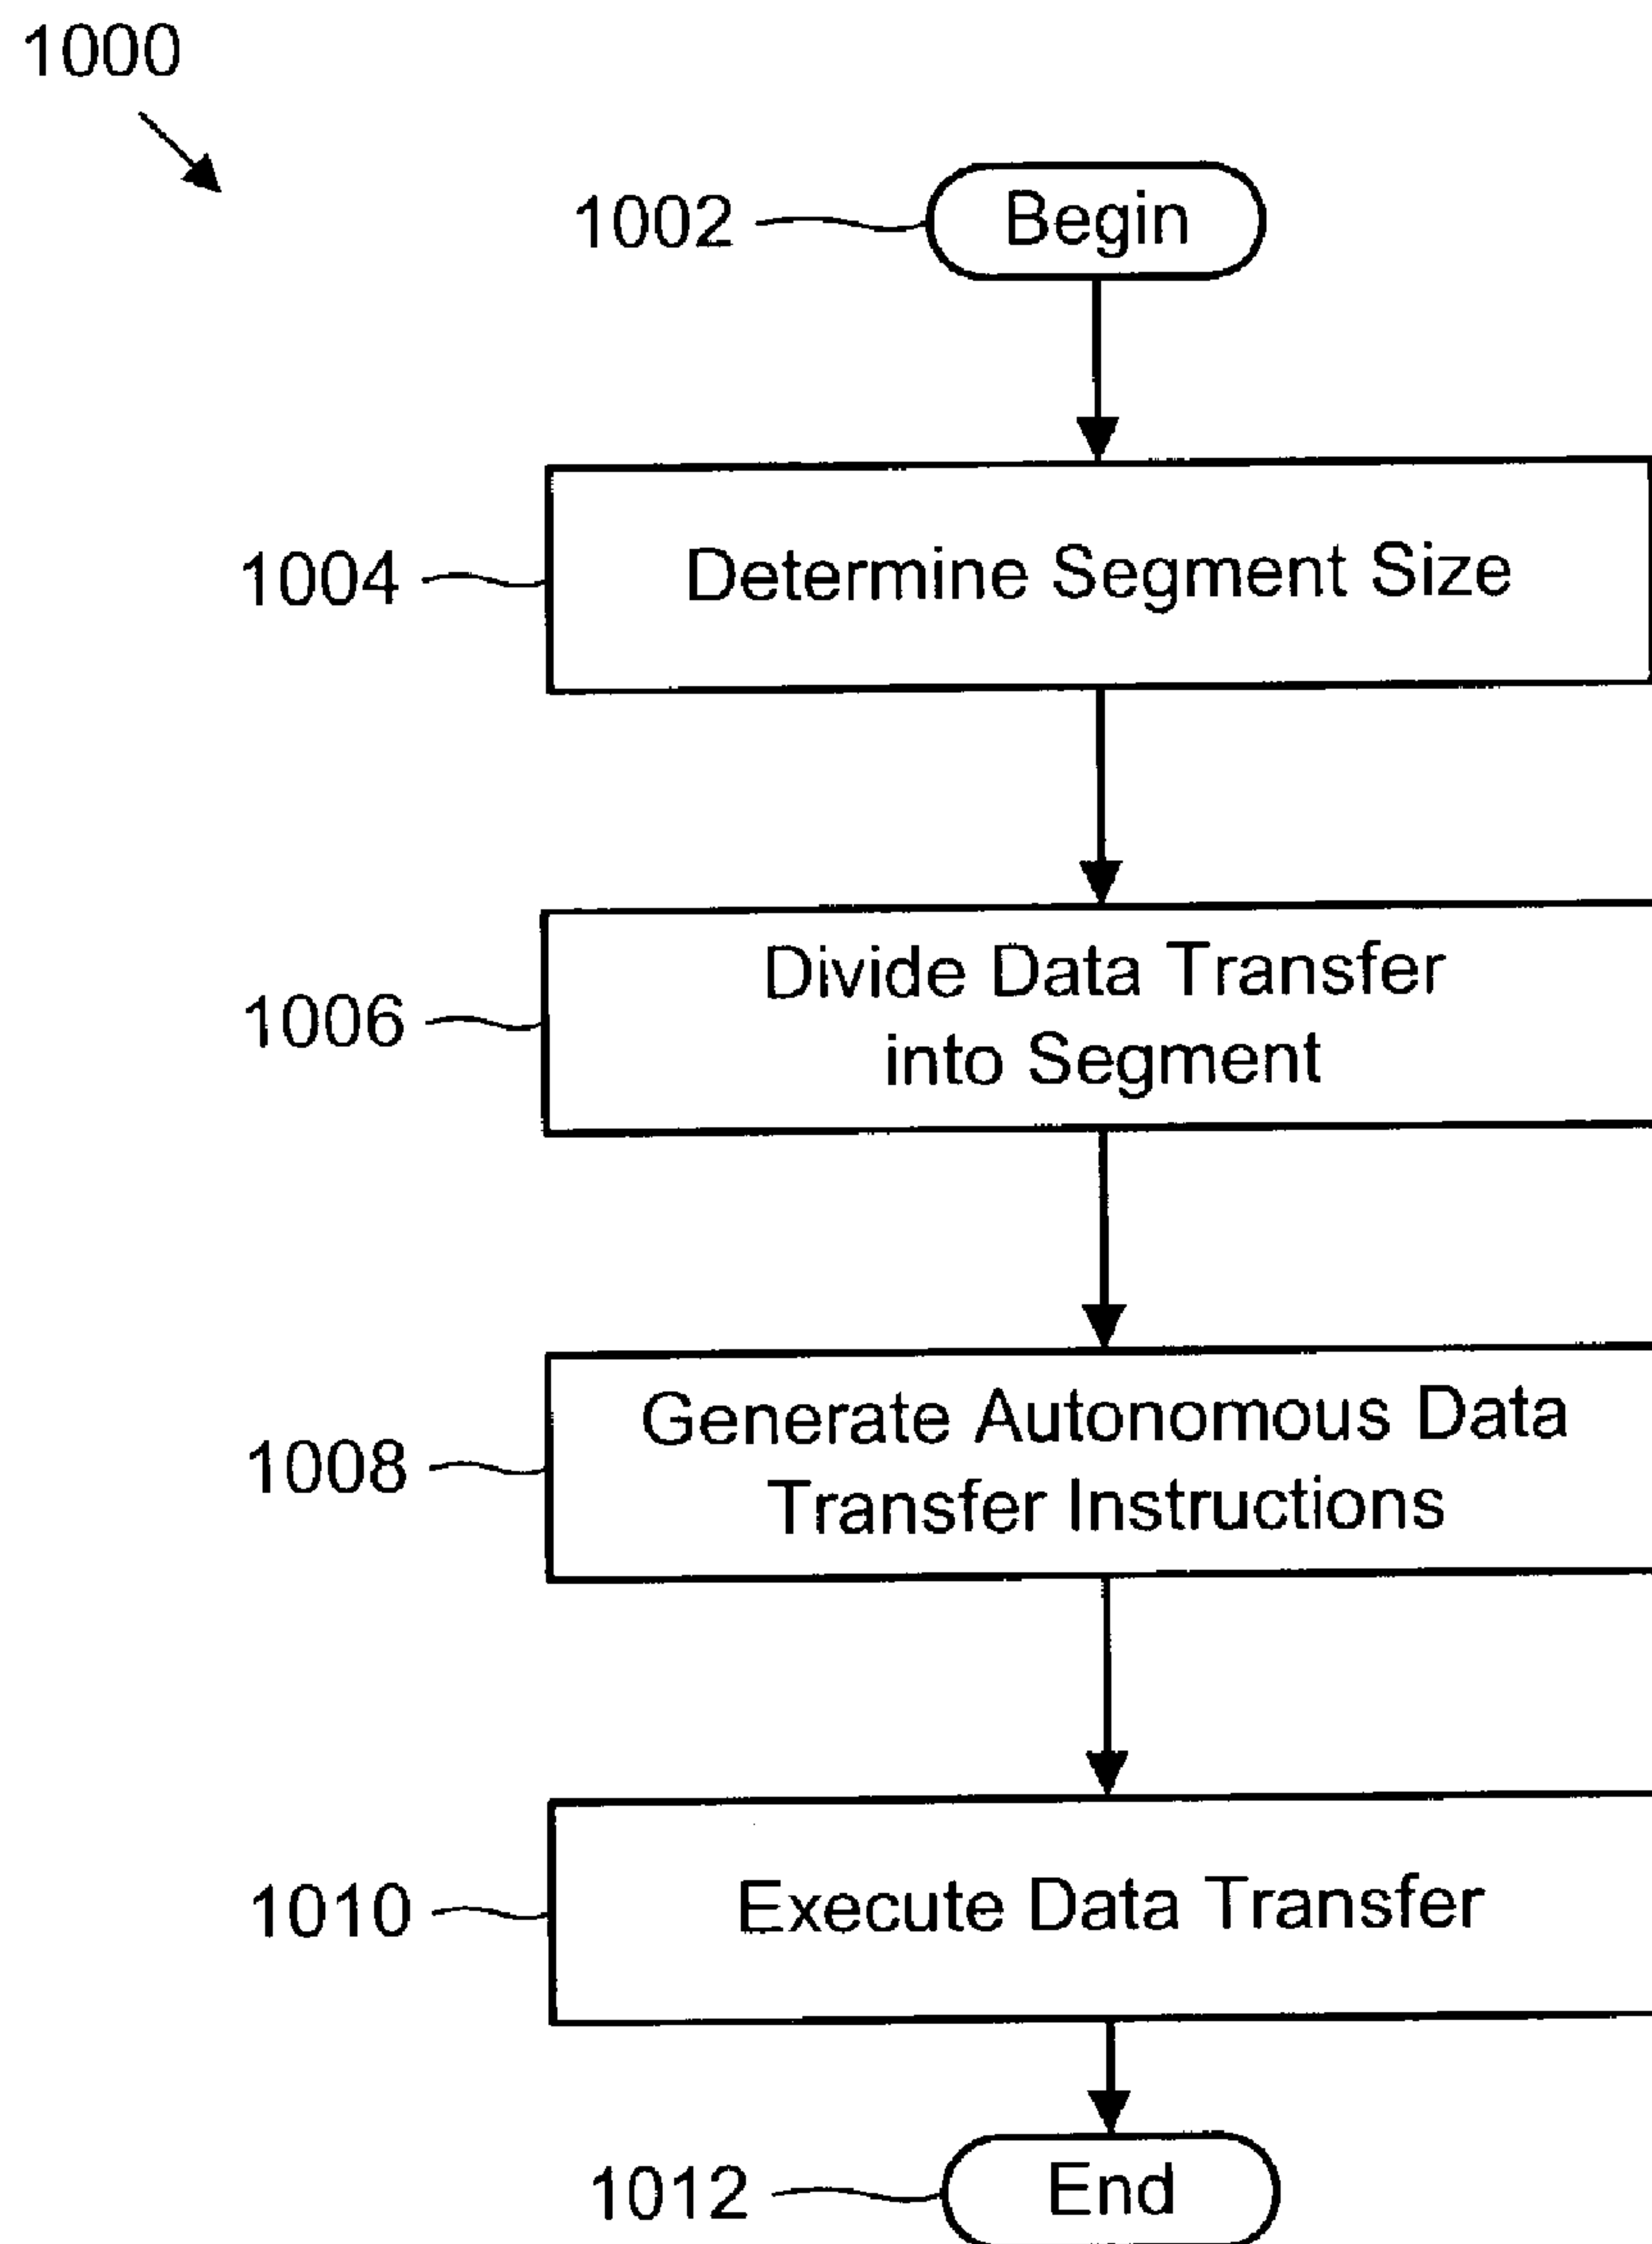 1000
1002
Begin
1004
Determine Segment Size
1006
Divide Data Transfer
into Segment
1008
Generate Autonomous Data
Transfer Instructions
1010
Execute Data Transfer
1012
End